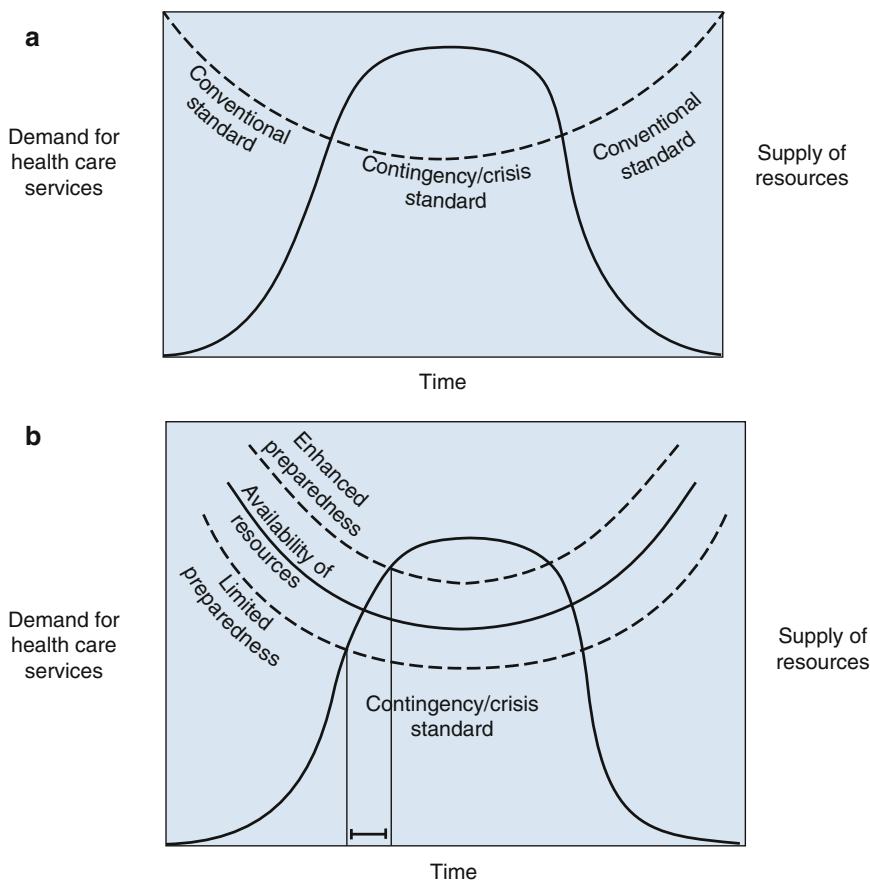 a
Conventional
standard
Conventional
standard
Contingency/crisis
standard
Demand for
health care
services
Supply of
resources
Time
b
Enhanced
preparedness
Availability of
resources
Limited
preparedness
Demand for
health care
services
Supply of
resources
Contingency/crisis
standard
Time